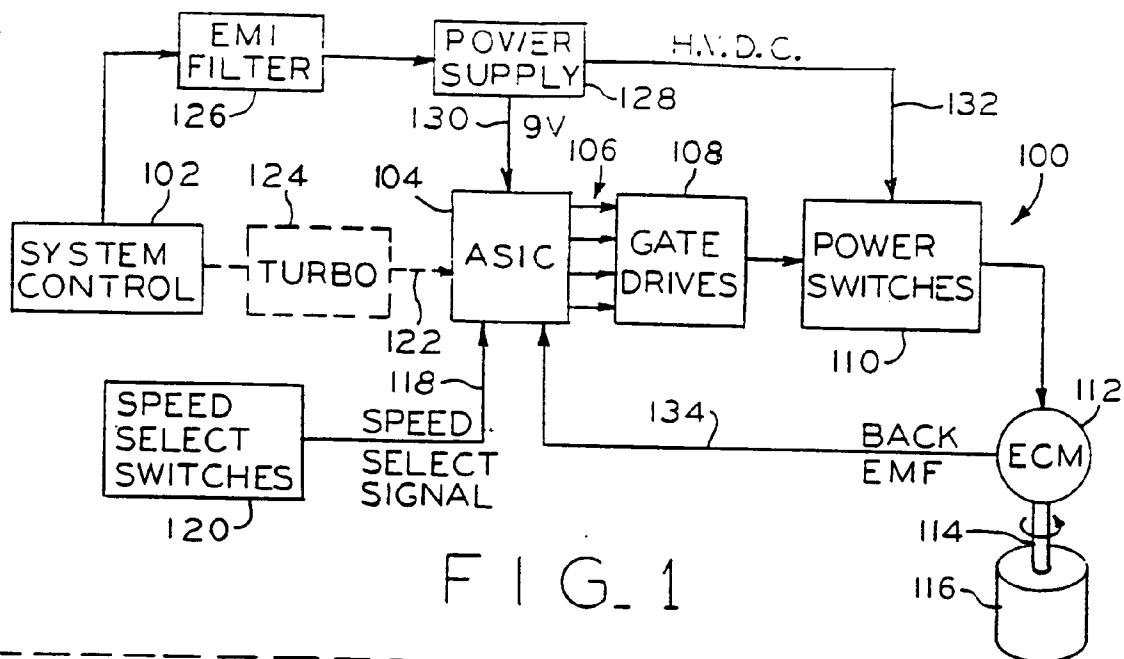 EMI
FILTER
126
POWER
SUPPLY
128
H.V.D.C.
132
130
9V
106
108
100
102
124
104
SYSTEM
CONTROL
TURBO
122
ASIC
GATE
DRIVES
POWER
SWITCHES
110
118
112
SPEED
SELECT
SWITCHES
120
SPEED
SELECT
SIGNAL
134
BACK
EMF
ECM
114
116
FIG_1